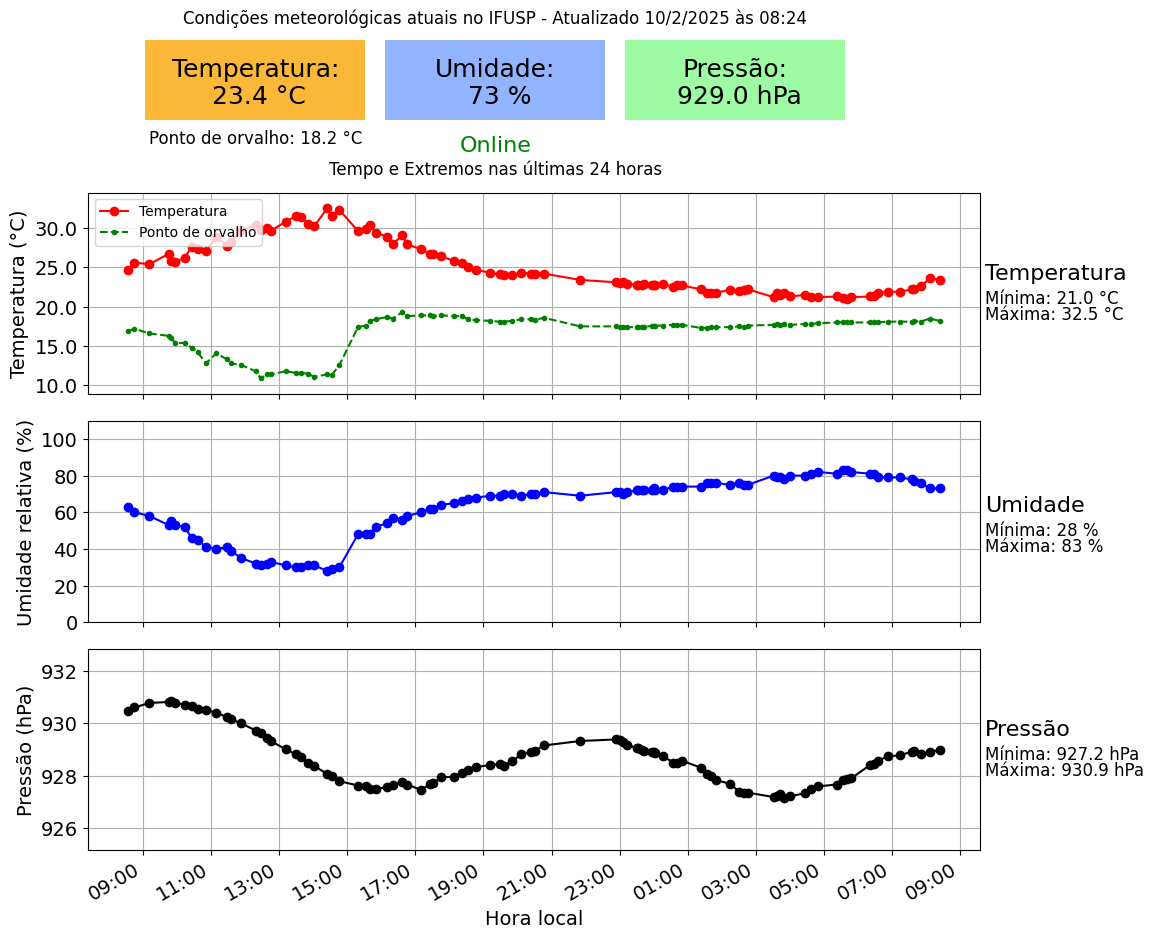 Condições meteorológicas atuais no IFUSP - Atualizado 10/2/2025 às 08:24
Temperatura:
23.4 °C
Umidade:
73 %
Pressão:
929.0 hPa
Ponto de orvalho: 18.2 °C
Online
Tempo e Extremos nas últimas 24 horas
Temperatura (°C)
30.0
25.0
20.0
15.0
10.0
Temperatura
Ponto de orvalho
Temperatura
Mínima: 21.0 °C
Máxima: 32.5 °C
Umidade relativa (%)
100
80
60
40
20
0
Umidade
Mínima: 28 %
Máxima: 83 %
Pressão (hPa)
932
930
928
926
Pressão
Mínima: 927.2 hPa
Máxima: 930.9 hPa
09:00
11:00
13:00
15:00
17:00
19:00
21:00
23:00
01:00
03:00
05:00
07:00
09:00
Hora local